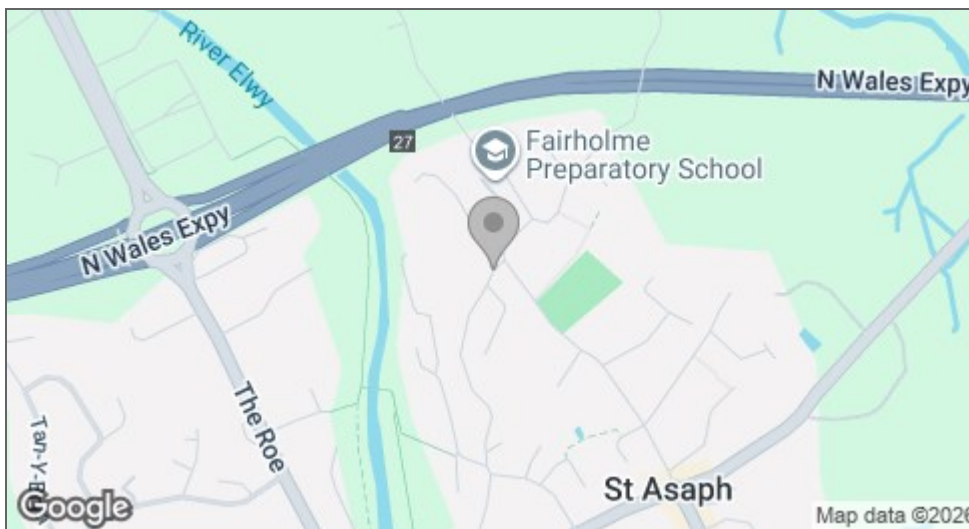 River Elwy
N Wales Expy
27
Fairholme
Preparatory School
N Wales Expy
The Roe
St Asaph
Google
Map data ©2026